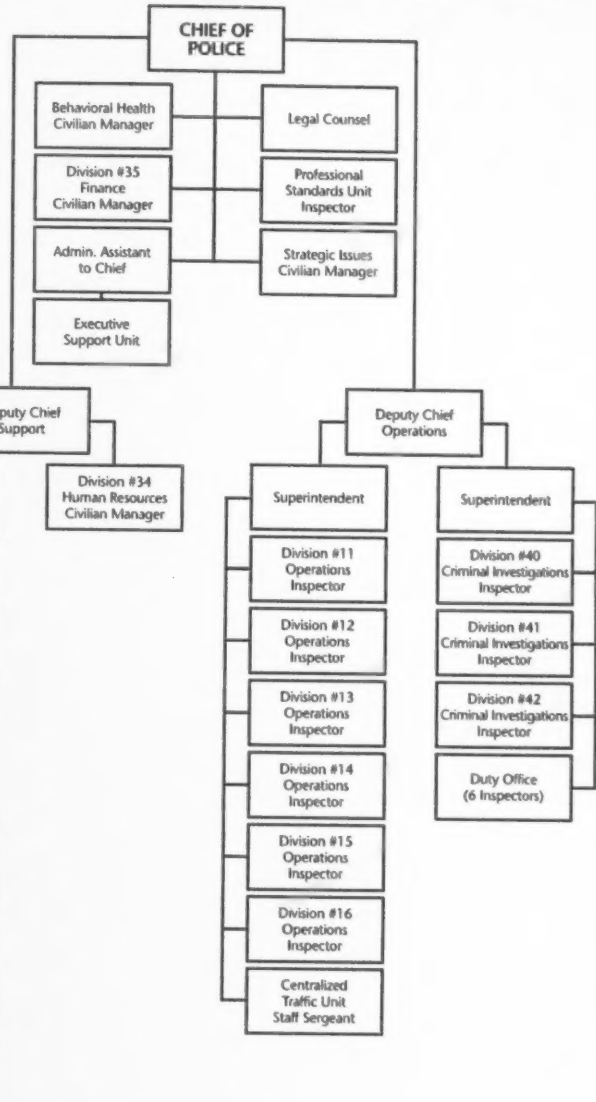 CHIEF OF
POLICE
Behavioral Health
Civilian Manager
Legal Counsel
Division #35
Finance
Civilian Manager
Professional
Standards Unit
Inspector
Admin. Assistant
to Chief
Strategic Issues
Civilian Manager
Executive
Support Unit
puty Chief
Support
Division #34
Human Resources
Civilian Manager
Deputy Chief
Operations
Superintendent
Division #11
Operations
Inspector
Division #12
Operations
Inspector
Division #13
Operations
Inspector
Division #14
Operations
Inspector
Division #15
Operations
Inspector
Division #16
Operations
Inspector
Centralized
Traffic Unit
Staff Sergeant
Superintendent
Division #40
Criminal Investigations
Inspector
Division #41
Criminal Investigations
Inspector
Division #42
Criminal Investigations
Inspector
Duty Office
(6 Inspectors)